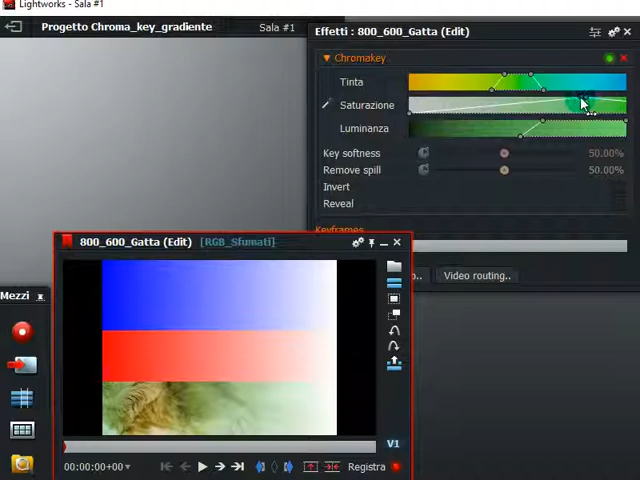 Lightworks - Sala #1
Progetto Chroma_key_gradiente
Sala #1
Effetti : 800_600_Gatta (Edit)
Chromakey
Tinta
Saturazione
Luminanza
Key softness
50.00%
Remove spill
50.00%
Invert
Reveal
Keyframes
Video routing..
800_600_Gatta (Edit)
[RGB_Sfumati]
Mezzi
V1
00:00:00+00
Registra